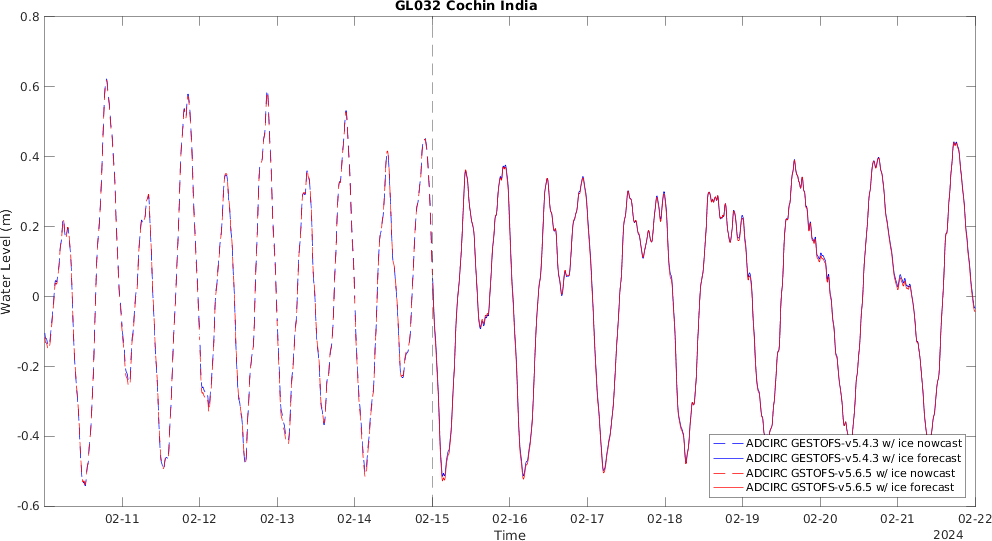 GL032 Cochin India
0.8
0.6
0.4
0.2
0
-0.2
-0.4
-0.6
Water Level (m)
ADCIRC GESTOFS-v5.4.3 w/ ice nowcast
ADCIRC GESTOFS-v5.4.3 w/ ice forecast
ADCIRC GSTOFS-v5.6.5 w/ ice nowcast
ADCIRC GSTOFS-v5.6.5 w/ ice forecast
02-11 02-12 02-13 02-14 02-15 02-16 02-17 02-18 02-19 02-20 02-21 02-22
Time
2024